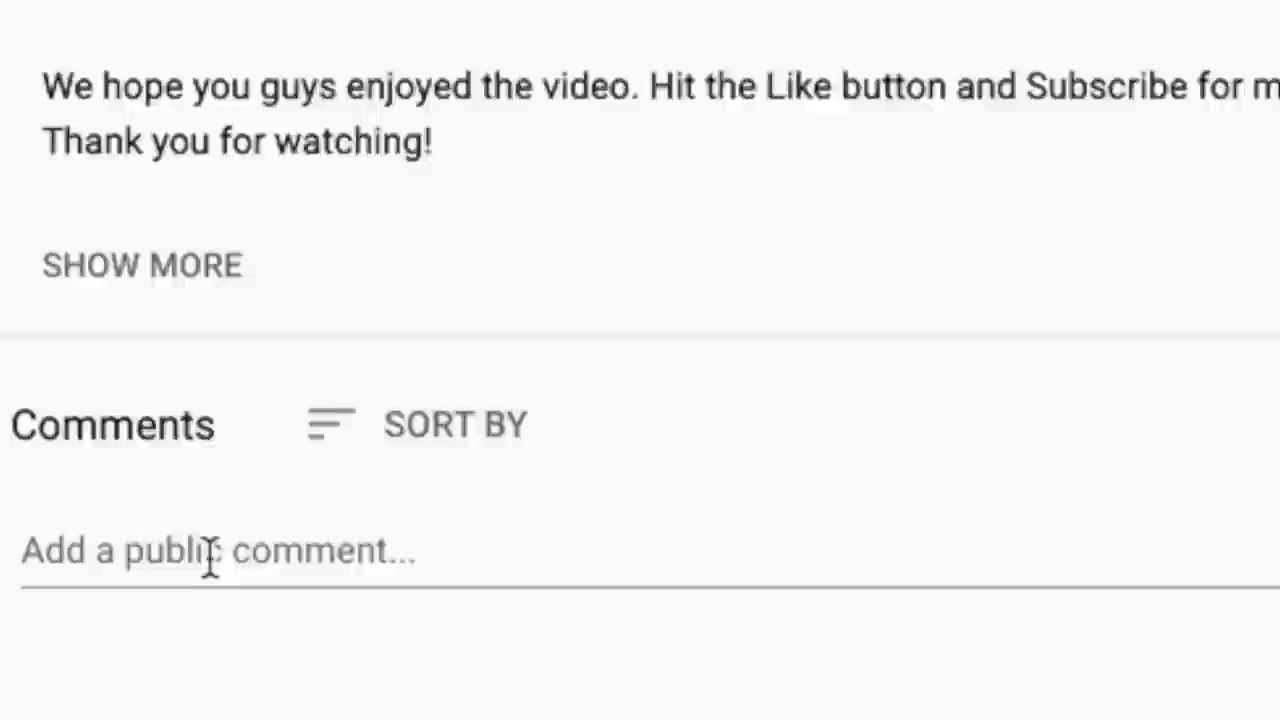 We hope you guys enjoyed the video. Hit the Like button and Subscribe for
Thank you for watching!
SHOW MORE
Comments
SORT BY
Add a public comment...